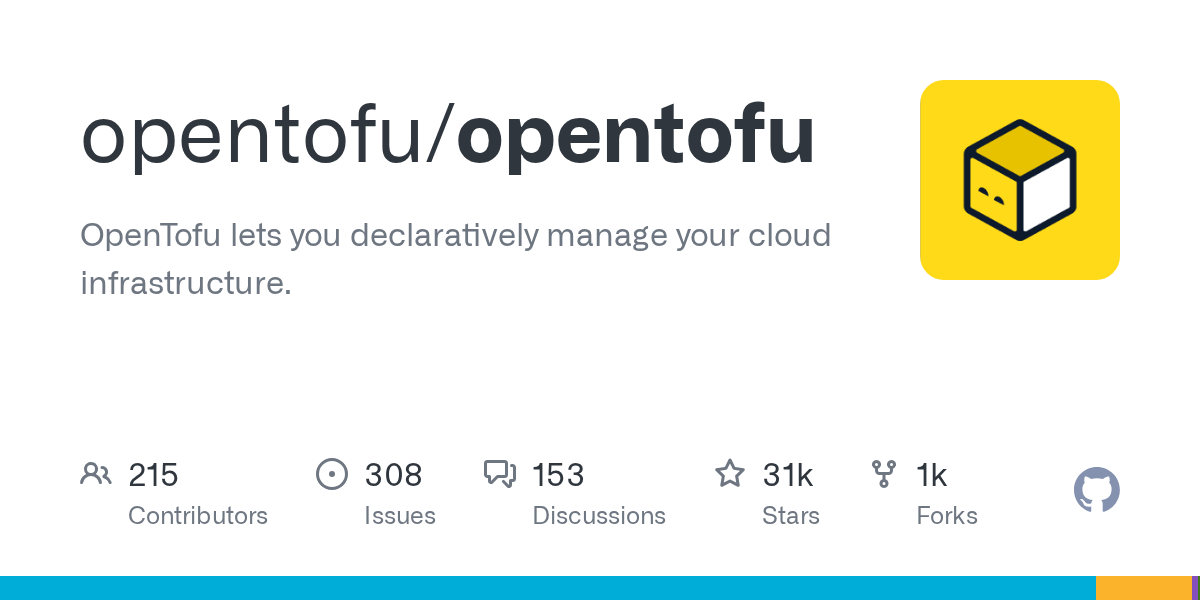 opentofu/opentofu
OpenTofu lets you declaratively manage your cloud
infrastructure.
215 308 153 31k 1k
Contributors Issues Discussions Stars Forks